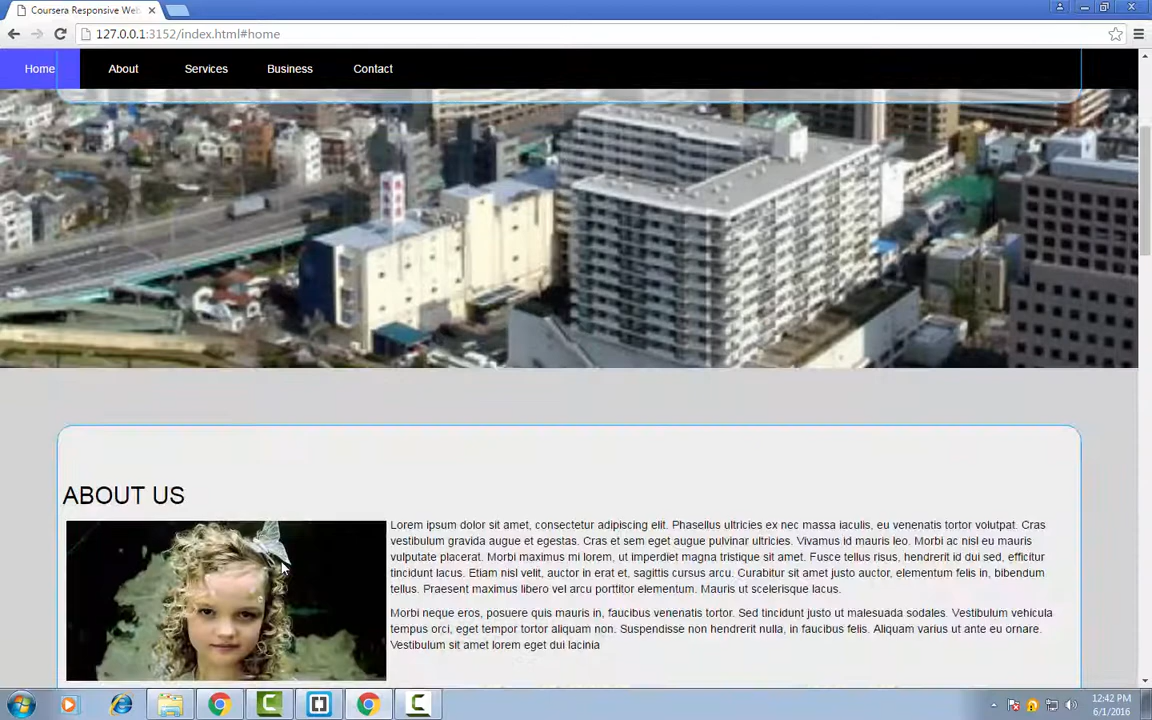 Coursera Responsive Web
127.0.0.1:3152/index.html#home
Home About Services Business Contact
ABOUT US
Lorem ipsum dolor sit amet, consectetur adipiscing elit. Phasellus ultricies ex nec massa iaculis, eu venenatis tortor volutpat. Cras
vestibulum gravida augue et egestas. Cras et sem eget augue pulvinar ultricies. Vivamus id mauris leo. Morbi ac nisl eu mauris
vulputate placerat. Morbi maximus mi lorem, ut imperdiet magna tristique sit amet. Fusce tellus risus, hendrerit id dui sed, efficitur
tincidunt lacus. Etiam nisl velit, auctor in erat et, sagittis cursus arcu. Curabitur sit amet justo auctor, elementum felis in, bibendum
tellus. Praesent maximus libero vel arcu porttitor elementum. Mauris ut scelerisque lacus.
Morbi neque eros, posuere quis mauris in, faucibus venenatis tortor. Sed tincidunt justo ut malesuada sodales. Vestibulum vehicula
tempus orci, eget tempor tortor aliquam non. Suspendisse non hendrerit nulla, in faucibus felis. Aliquam varius ut ante eu ornare.
Vestibulum sit amet lorem eget dui lacinia
12:42 PM
6/1/2016